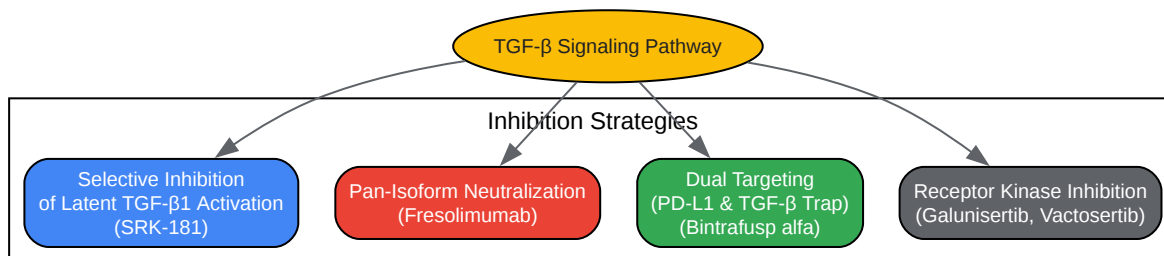 TGF-β Signaling Pathway
Inhibition Strategies
Selective Inhibition
of Latent TGF-β1 Activation
(SRK-181)
Pan-Isoform Neutralization
(Fresolimumab)
Dual Targeting
(PD-L1 & TGF-β Trap)
(Bintrafusp alfa)
Receptor Kinase Inhibition
(Galunisertib, Vactosertib)